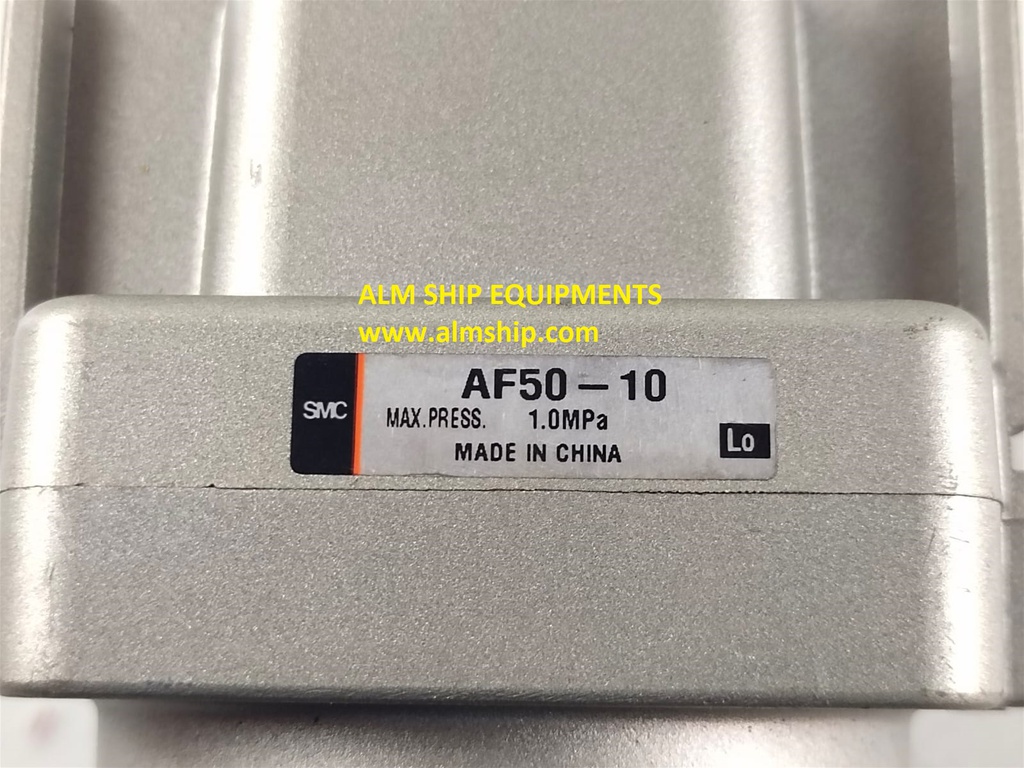 ALM SHIP EQUIPMENTS
www.almship.com
AF50-10
SMC
MAX.PRESS. 1.0MPa
MADE IN CHINA
Lo